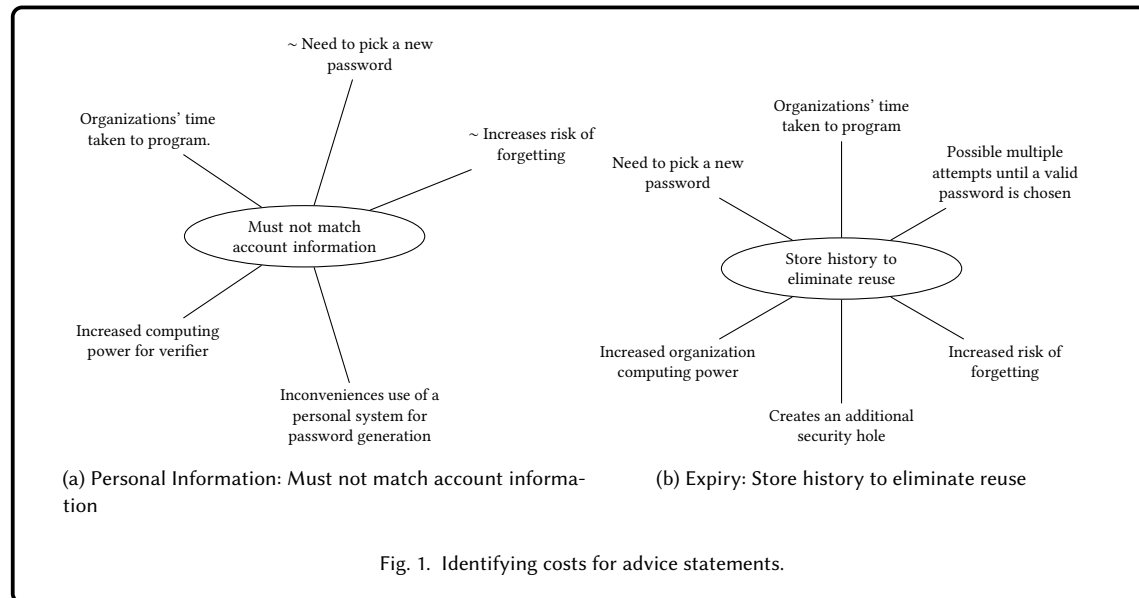 ~ Need to pick a new
password
Organizations' time
taken to program.
~ Increases risk of
forgetting
Must not match
account information
Increased computing
power for verifier
Inconveniences use of a
personal system for
password generation
(a) Personal Information: Must not match account informa-
tion
Organizations' time
taken to program
Need to pick a new
password
Possible multiple
attempts until a valid
password is chosen
Store history to
eliminate reuse
Increased organization
computing power
Increased risk of
forgetting
Creates an additional
security hole
(b) Expiry: Store history to eliminate reuse
Fig. 1. Identifying costs for advice statements.